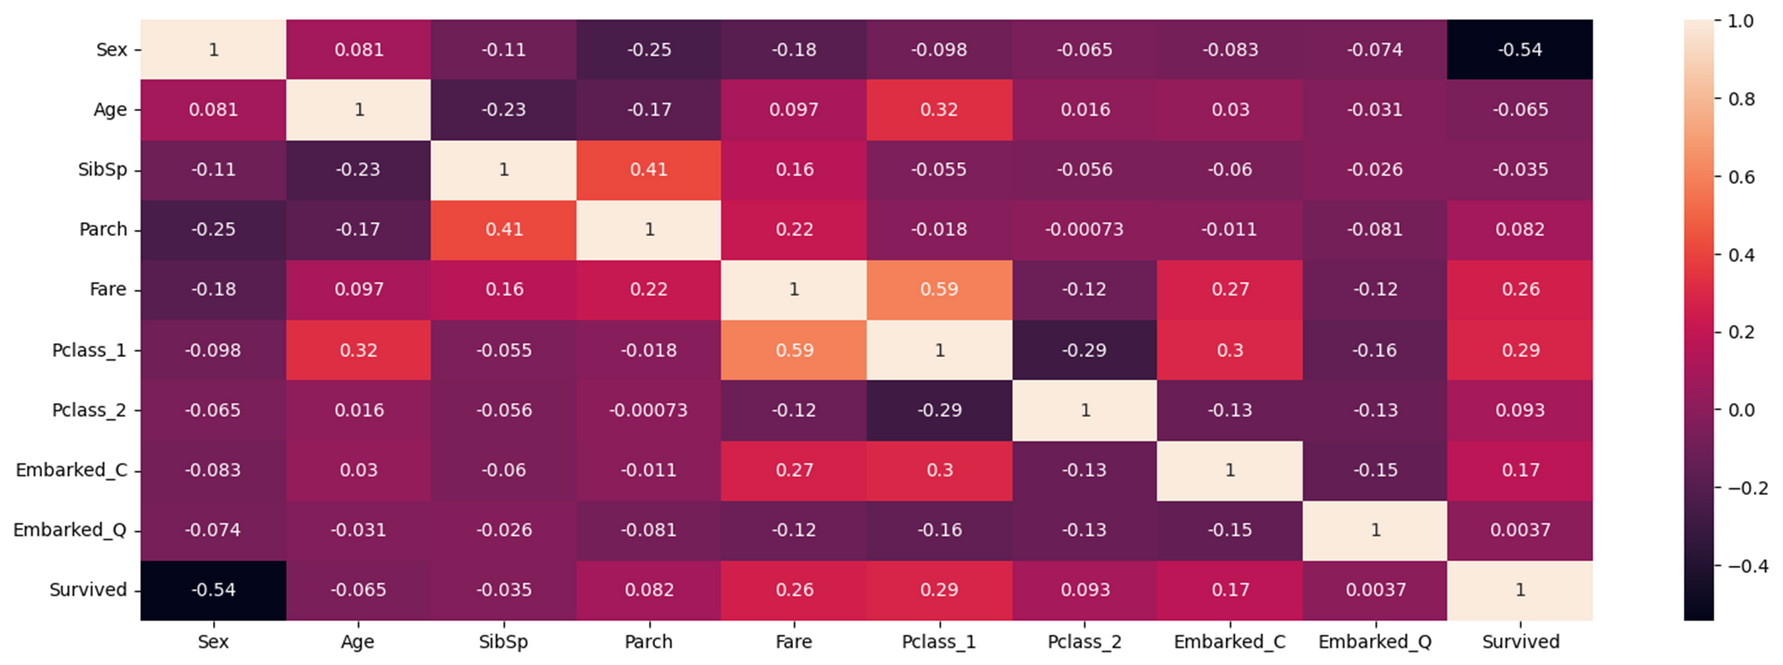 Sex 1 0.081 -0.11 -0.25 -0.18 -0.098 -0.065 -0.083 -0.074 -0.54
Age 0.081 1 -0.23 -0.17 0.097 0.32 0.016 0.03 -0.031 -0.065
SibSp -0.11 -0.23 1 0.41 0.16 -0.055 -0.056 -0.06 -0.026 -0.035
Parch -0.25 -0.17 0.41 1 0.22 -0.018 -0.00073 -0.011 -0.081 0.082
Fare -0.18 0.097 0.16 0.22 1 0.59 -0.12 0.27 -0.12 0.26
Pclass_1 -0.098 0.32 -0.055 -0.018 0.59 1 -0.29 0.3 -0.16 0.29
Pclass_2 -0.065 0.016 -0.056 -0.00073 -0.12 -0.29 1 -0.13 -0.13 0.093
Embarked_C -0.083 0.03 -0.06 -0.011 0.27 0.3 -0.13 1 -0.15 0.17
Embarked_Q -0.074 -0.031 -0.026 -0.081 -0.12 -0.16 -0.13 -0.15 1 0.0037
Survived -0.54 -0.065 -0.035 0.082 0.26 0.29 0.093 0.17 0.0037 1
Sex Age SibSp Parch Fare Pclass_1 Pclass_2 Embarked_C Embarked_Q Survived
1.0
0.8
0.6
0.4
0.2
0.0
−0.2
−0.4